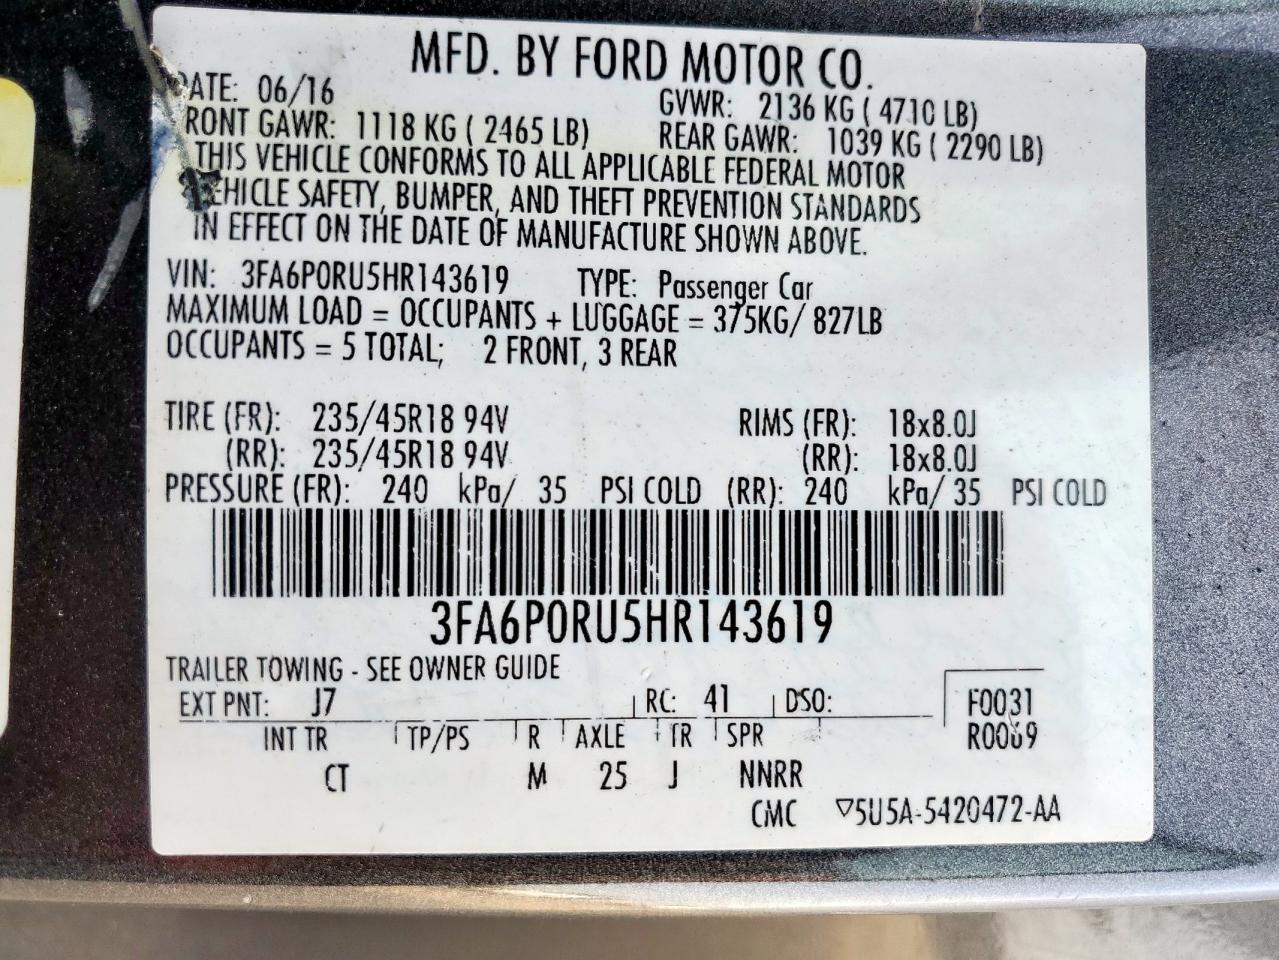 MFD. BY FORD MOTOR CO.
DATE: 06/16 GVWR: 2136 KG ( 4710 LB)
FRONT GAWR: 1118 KG ( 2465 LB) REAR GAWR: 1039 KG ( 2290 LB)
THIS VEHICLE CONFORMS TO ALL APPLICABLE FEDERAL MOTOR
VEHICLE SAFETY, BUMPER, AND THEFT PREVENTION STANDARDS
IN EFFECT ON THE DATE OF MANUFACTURE SHOWN ABOVE.
VIN: 3FA6P0RU5HR143619 TYPE: Passenger Car
MAXIMUM LOAD = OCCUPANTS + LUGGAGE = 375KG/ 827LB
OCCUPANTS = 5 TOTAL; 2 FRONT, 3 REAR
TIRE (FR): 235/45R18 94V RIMS (FR): 18x8.0J
(RR): 235/45R18 94V (RR): 18x8.0J
PRESSURE (FR): 240 kPa/ 35 PSI COLD (RR): 240 kPa/ 35 PSI COLD
3FA6P0RU5HR143619
TRAILER TOWING - SEE OWNER GUIDE
EXT PNT: J7 RC: 41 DSO: F0031
INT TR TP/PS R AXLE TR SPR
CT M 25 J NNRR
CMC ▽5U5A-5420472-AA